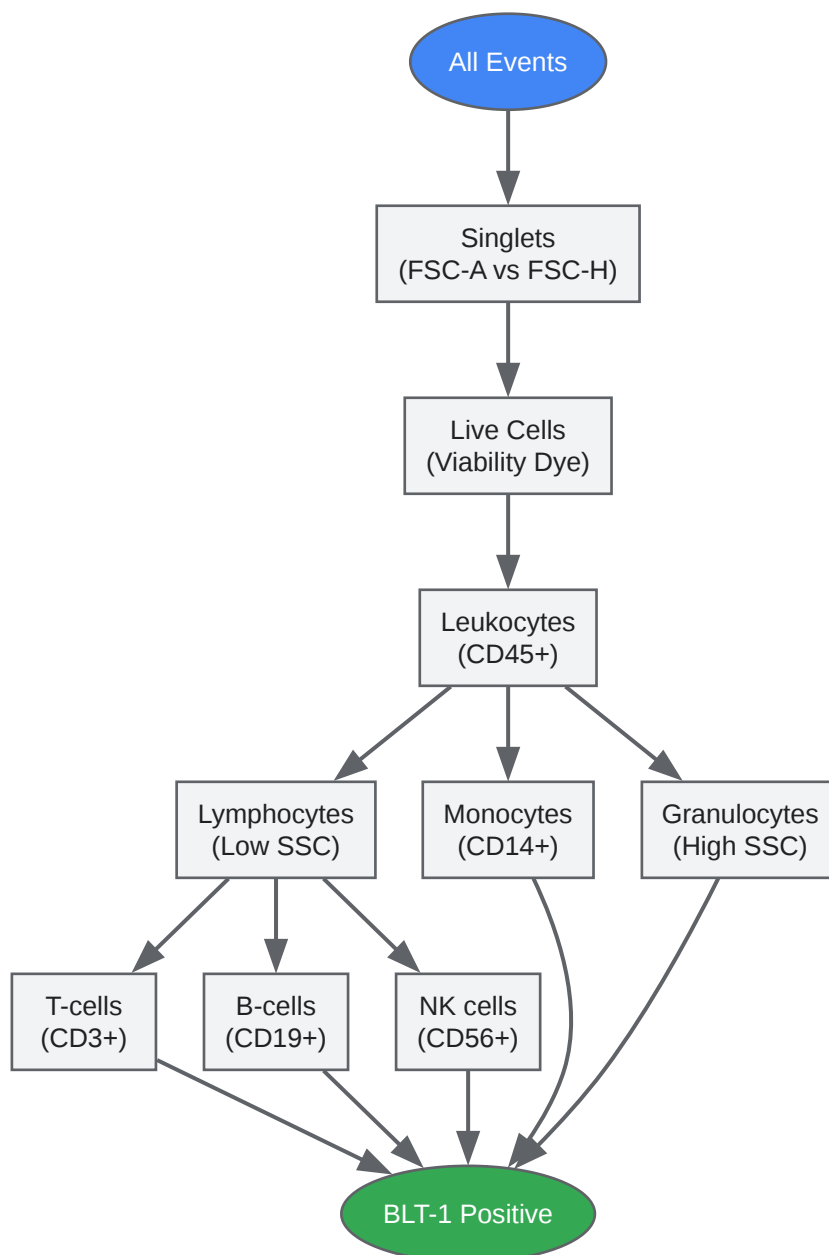 All Events
Singlets
(FSC-A vs FSC-H)
Live Cells
(Viability Dye)
Leukocytes
(CD45+)
Lymphocytes
(Low SSC)
Monocytes
(CD14+)
Granulocytes
(High SSC)
T-cells
(CD3+)
B-cells
(CD19+)
NK cells
(CD56+)
BLT-1 Positive